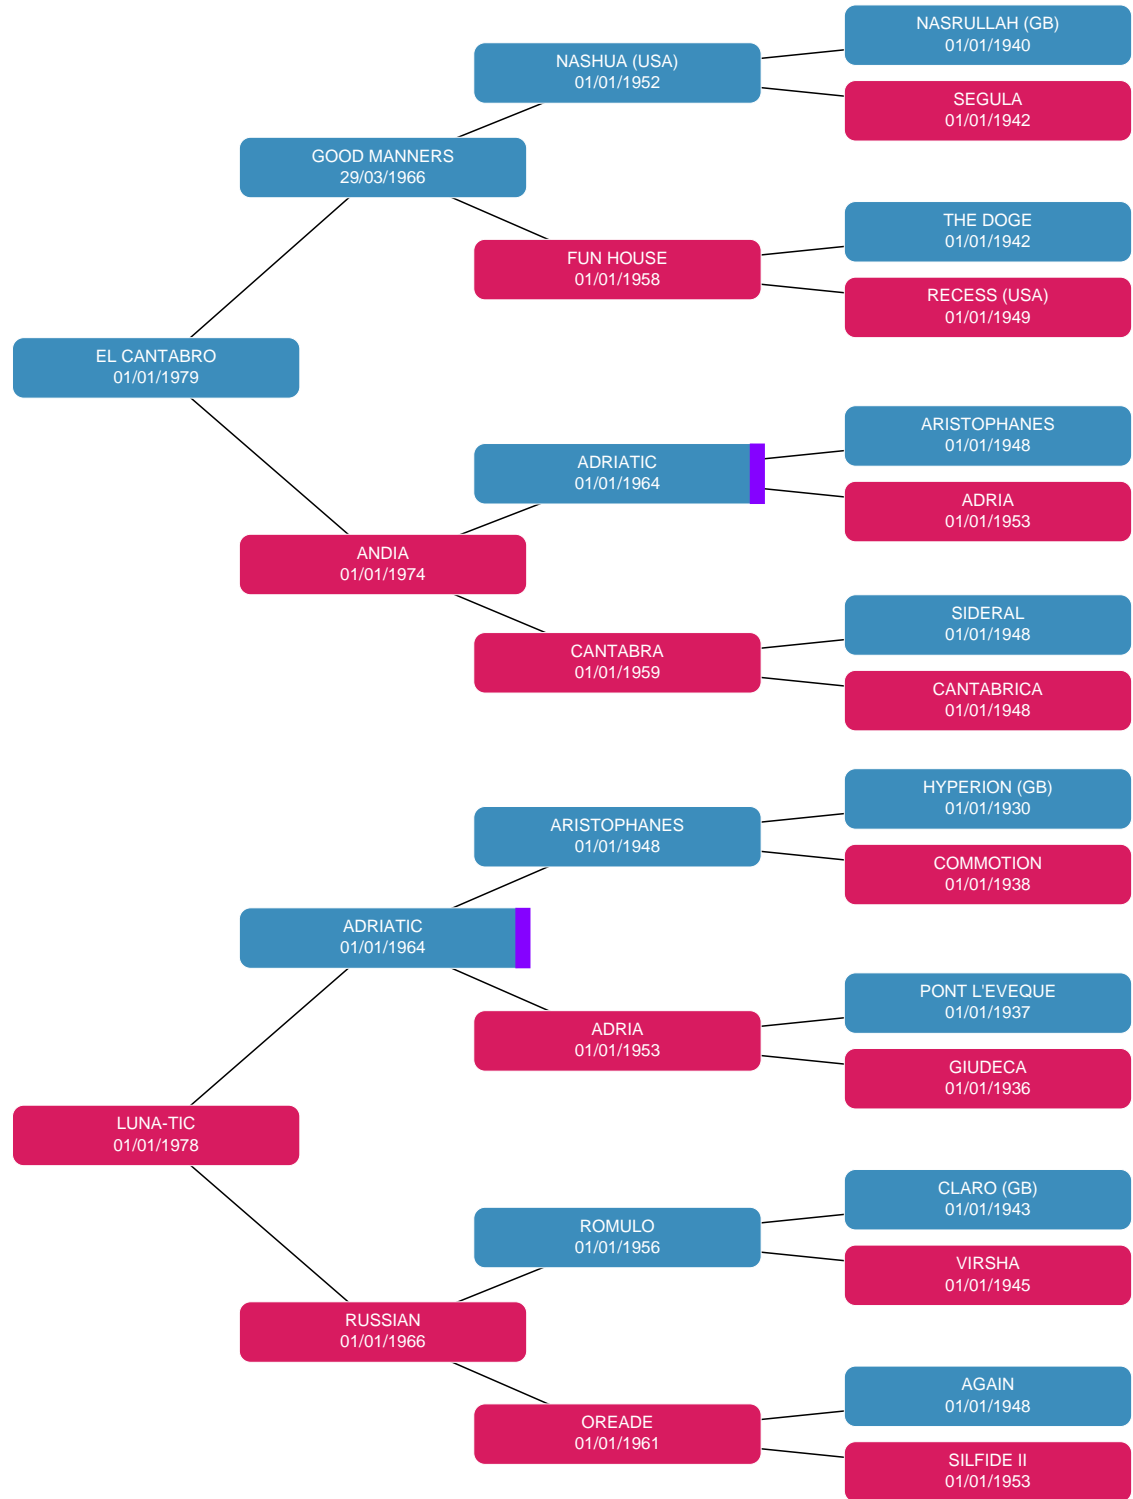 NASRULLAH (GB)
01/01/1940
NASHUA (USA)
01/01/1952
SEGULA
01/01/1942
GOOD MANNERS
29/03/1966
THE DOGE
01/01/1942
FUN HOUSE
01/01/1958
RECESS (USA)
01/01/1949
EL CANTABRO
01/01/1979
ARISTOPHANES
01/01/1948
ADRIATIC
01/01/1964
ADRIA
01/01/1953
ANDIA
01/01/1974
SIDERAL
01/01/1948
CANTABRA
01/01/1959
CANTABRICA
01/01/1948
HYPERION (GB)
01/01/1930
ARISTOPHANES
01/01/1948
COMMOTION
01/01/1938
ADRIATIC
01/01/1964
PONT L'EVEQUE
01/01/1937
ADRIA
01/01/1953
GIUDECA
01/01/1936
LUNA-TIC
01/01/1978
CLARO (GB)
01/01/1943
ROMULO
01/01/1956
VIRSHA
01/01/1945
RUSSIAN
01/01/1966
AGAIN
01/01/1948
OREADE
01/01/1961
SILFIDE II
01/01/1953